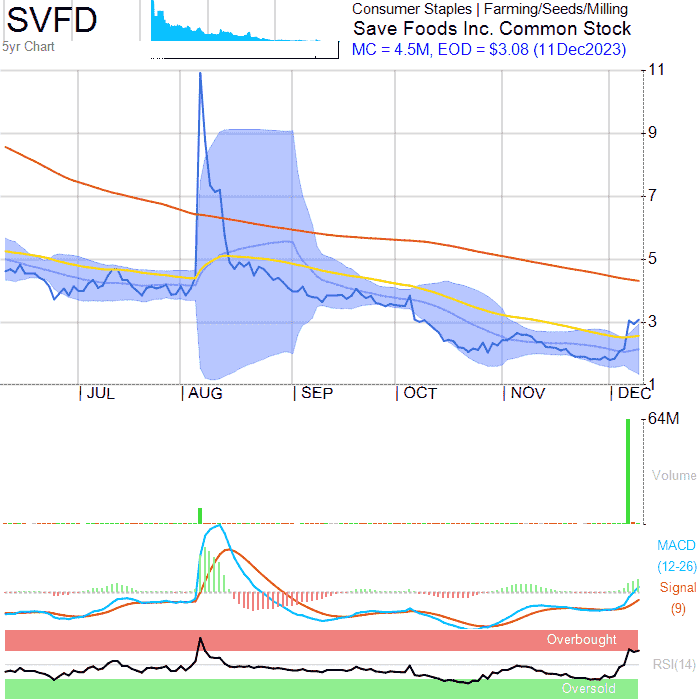 SVFD
5yr Chart
Consumer Staples | Farming/Seeds/Milling
Save Foods Inc. Common Stock
MC = 4.5M, EOD = $3.08 (11Dec2023)
11
9
7
5
3
1
JUL
AUG
SEP
OCT
NOV
DEC
64M
Volume
MACD
(12-26)
Signal
(9)
Overbought
RSI(14)
Oversold